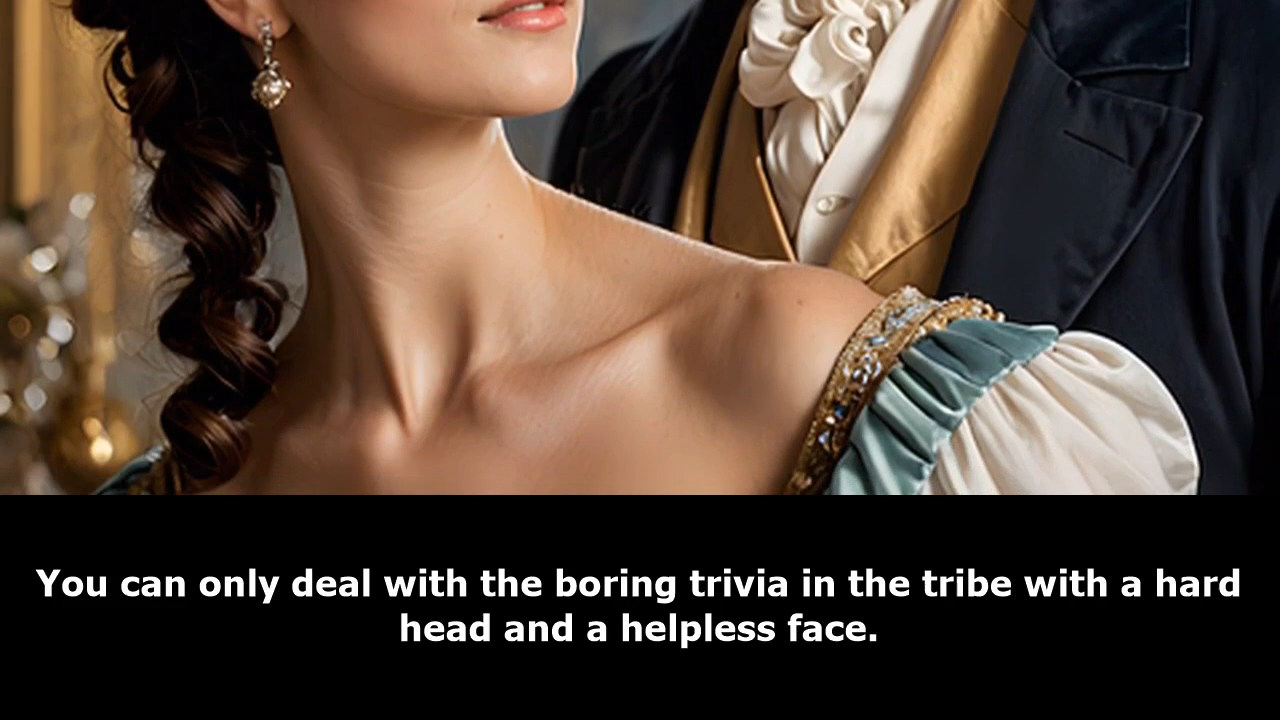 You can only deal with the boring trivia in the tribe with a hard
head and a helpless face.